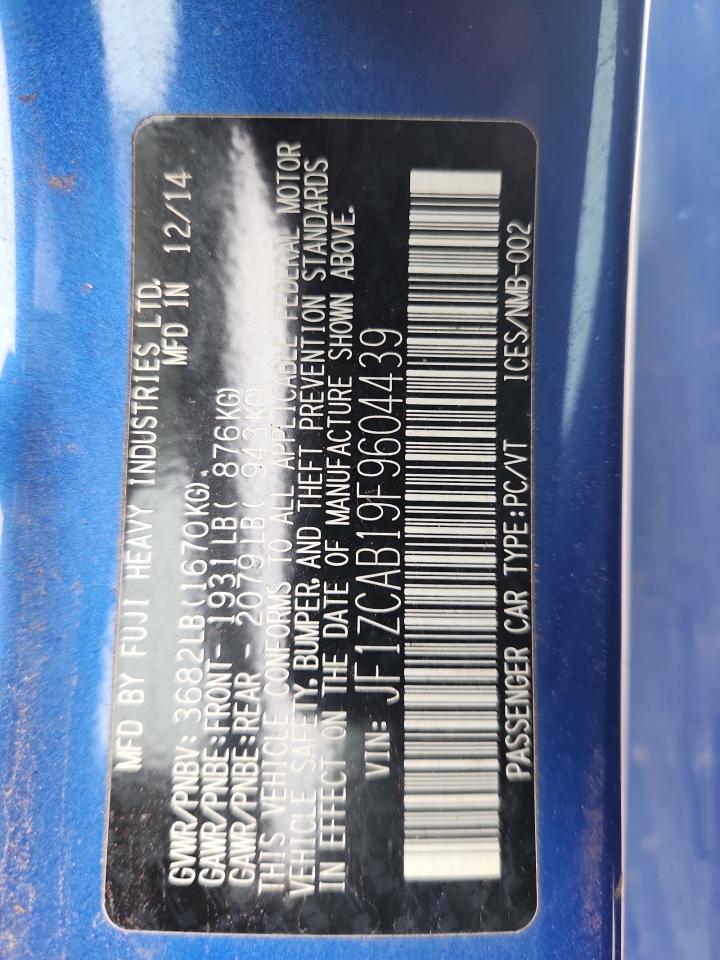 MFD BY FUJI HEAVY INDUSTRIES LTD.
MFD IN 12/14
GVWR/PNBV:3682LB(1670KG)
GAWR/PNBE:FRONT- 1931LB( 876KG)
GAWR/PNBE:REAR - 2079LB( 943KG)
THIS VEHICLE CONFORMS TO ALL APPLICABLE FEDERAL MOTOR
VEHICLE SAFETY, BUMPER, AND THEFT PREVENTION STANDARDS
IN EFFECT ON THE DATE OF MANUFACTURE SHOWN ABOVE.
VIN: JF1ZCAB19F9604439
PASSENGER CAR TYPE:PC/VT ICES/NMB-002